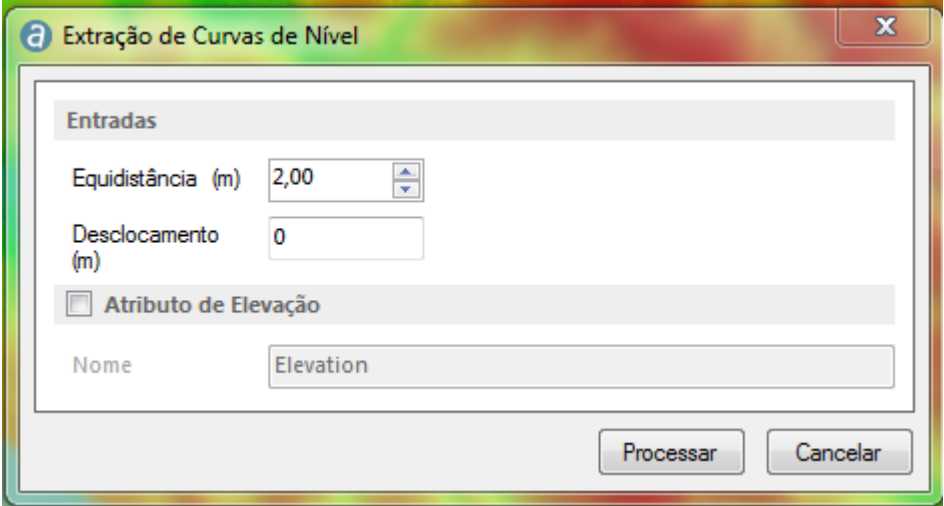 Extração de Curvas de Nível
Entradas
Equidistância (m) 2,00
Desclocamento
(m) 0
Atributo de Elevação
Nome Elevation
Processar Cancelar